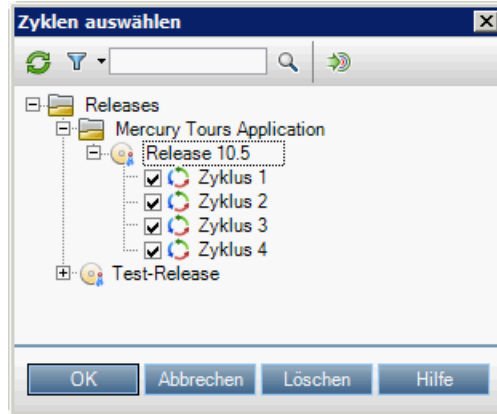 Zyklen auswählen
Releases
Mercury Tours Application
Release 10.5
Zyklus 1
Zyklus 2
Zyklus 3
Zyklus 4
Test-Release
OK Abbrechen Löschen Hilfe